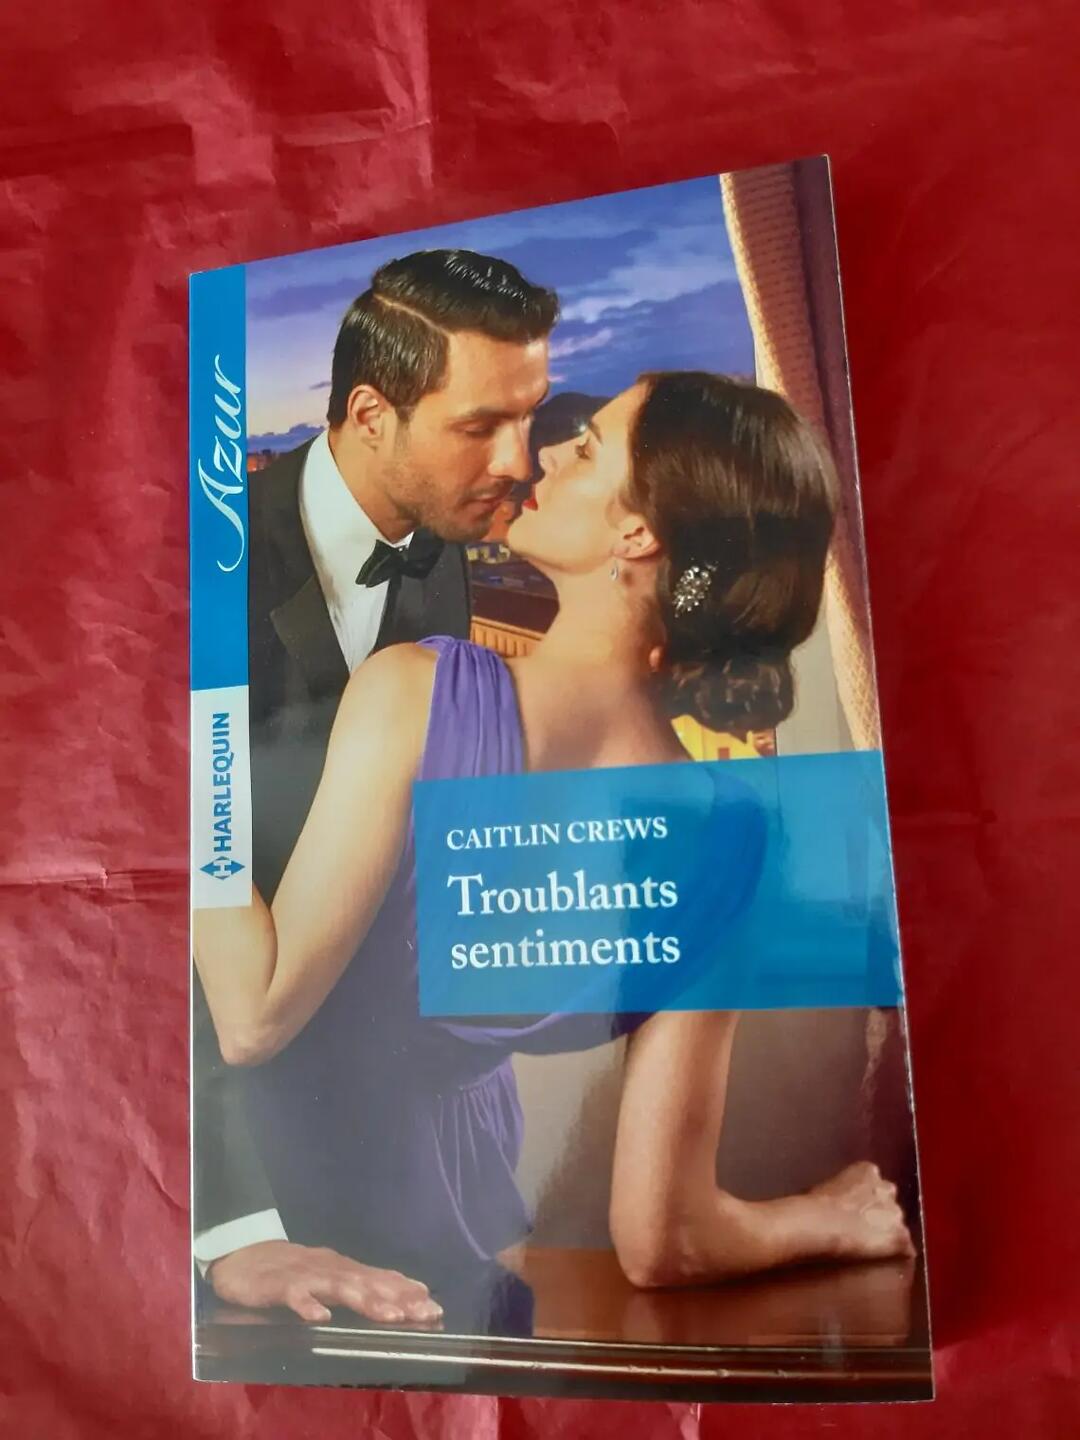 Azur
HARLEQUIN
CAITLIN CREWS
Troublants
sentiments